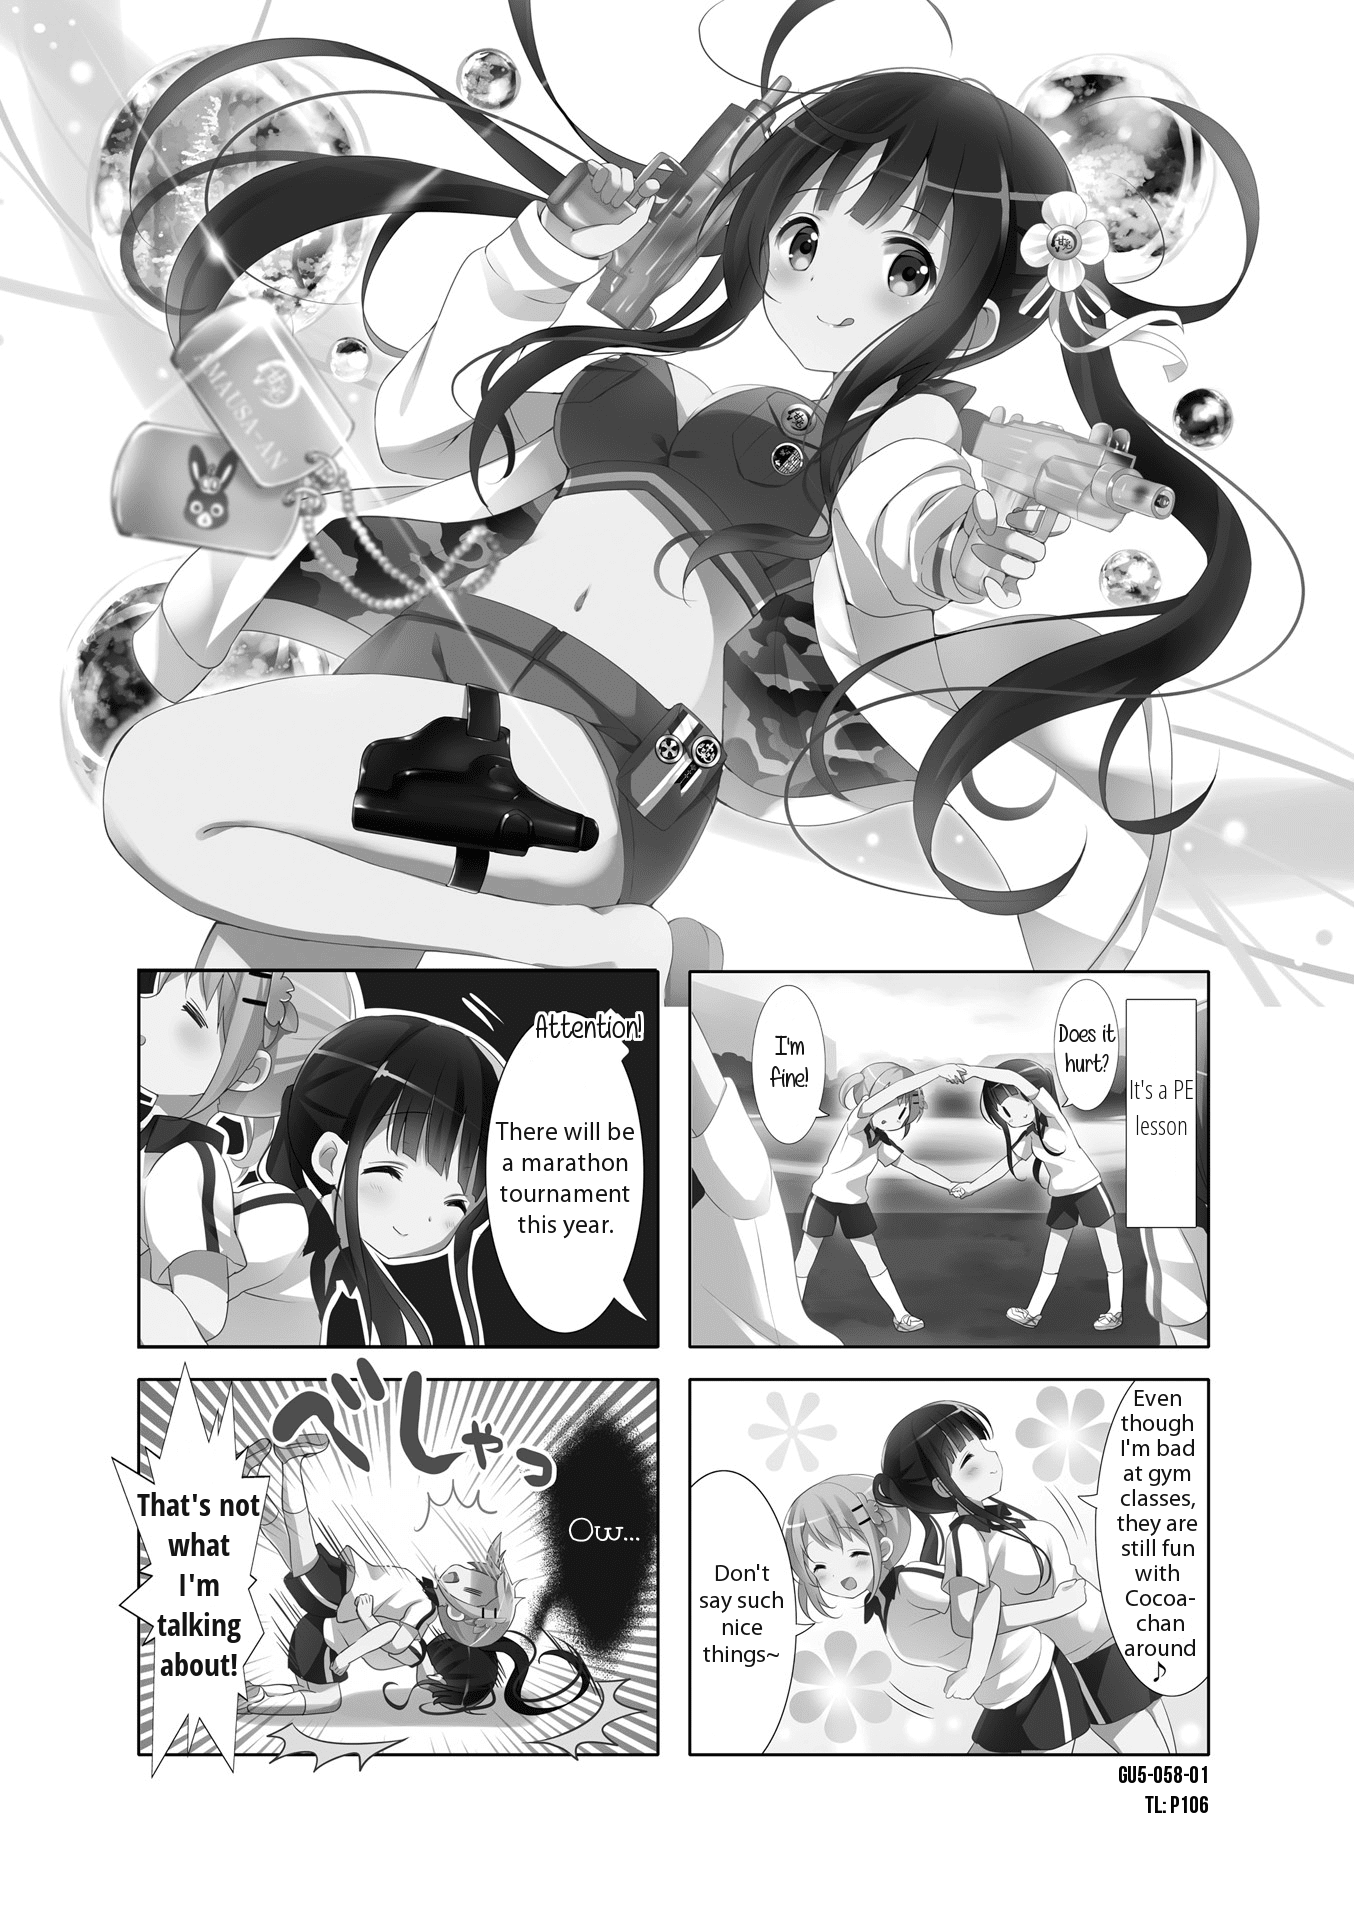 AMAUSA-AN
It's a PE
lesson
Does it
hurt?
I'm
fine!
Even
though
I'm bad
at gym
classes,
they are
still fun
with
Cocoa-
chan
around
♪
Don't
say such
nice
things~
Attention!
There will be
a marathon
tournament
this year.
べしゃっ
Ow...
That's not
what
I'm
talking
about!
GU5-058-01
TL: P106